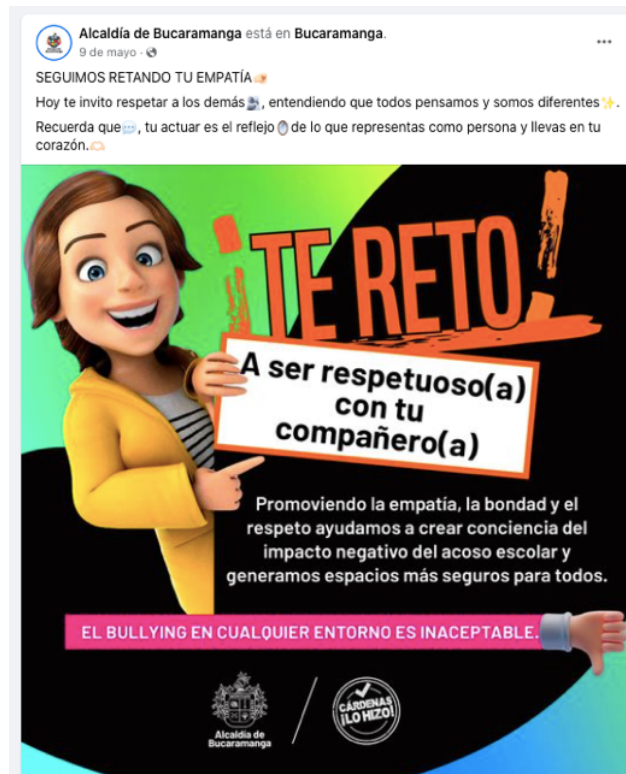 Alcaldía de Bucaramanga está en Bucaramanga.
9 de mayo ·
SEGUIMOS RETANDO TU EMPATÍA🤛🏻
Hoy te invito respetar a los demás🫂, entendiendo que todos pensamos y somos diferentes✨.
Recuerda que💬, tu actuar es el reflejo🪞de lo que representas como persona y llevas en tu
corazón.🫶🏻
¡TE RETO!
A ser respetuoso(a)
con tu
compañero(a)
Promoviendo la empatía, la bondad y el
respeto ayudamos a crear conciencia del
impacto negativo del acoso escolar y
generamos espacios más seguros para todos.
EL BULLYING EN CUALQUIER ENTORNO ES INACEPTABLE.
Alcaldía de
Bucaramanga
CÁRDENAS
¡LO HIZO!